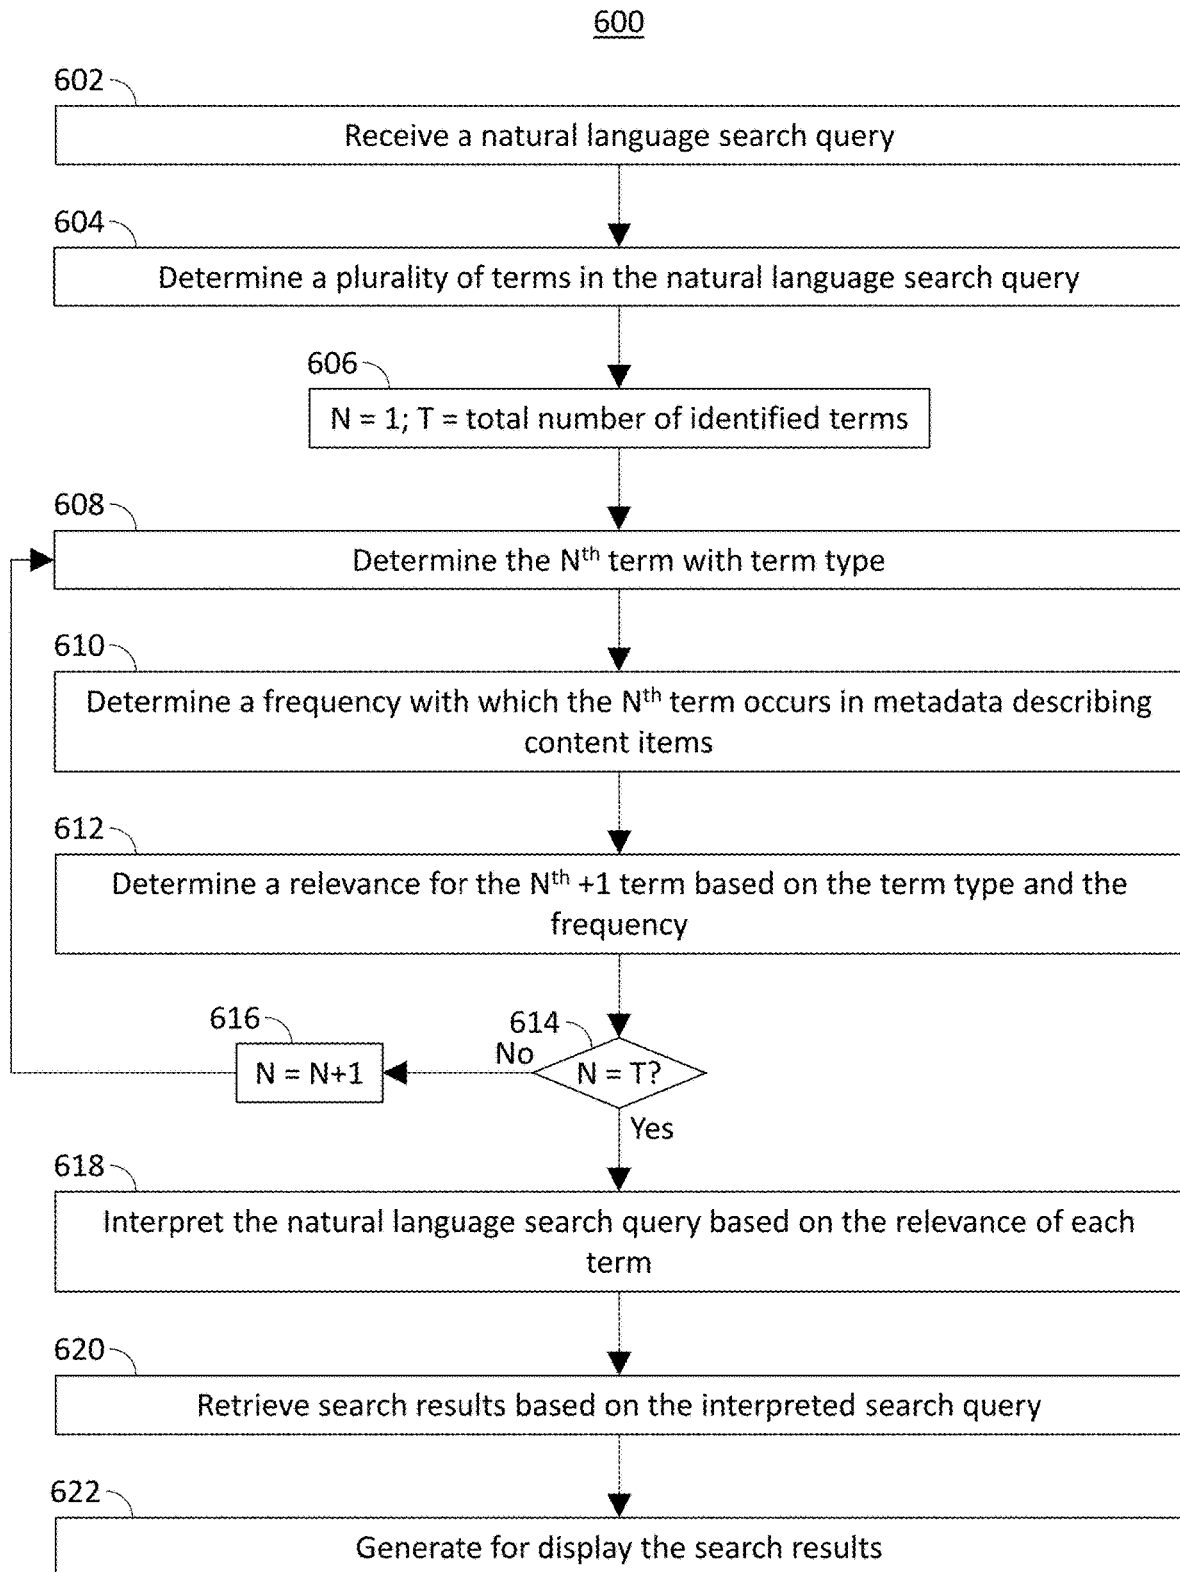 600
602
Receive a natural language search query
604
Determine a plurality of terms in the natural language search query
606
N = 1; T = total number of identified terms
608
Determine the Nth term with term type
610
Determine a frequency with which the Nth term occurs in metadata describing
content items
612
Determine a relevance for the Nth +1 term based on the term type and the
frequency
616
N = N+1
614
No
N = T?
Yes
618
Interpret the natural language search query based on the relevance of each
term
620
Retrieve search results based on the interpreted search query
622
Generate for display the search results